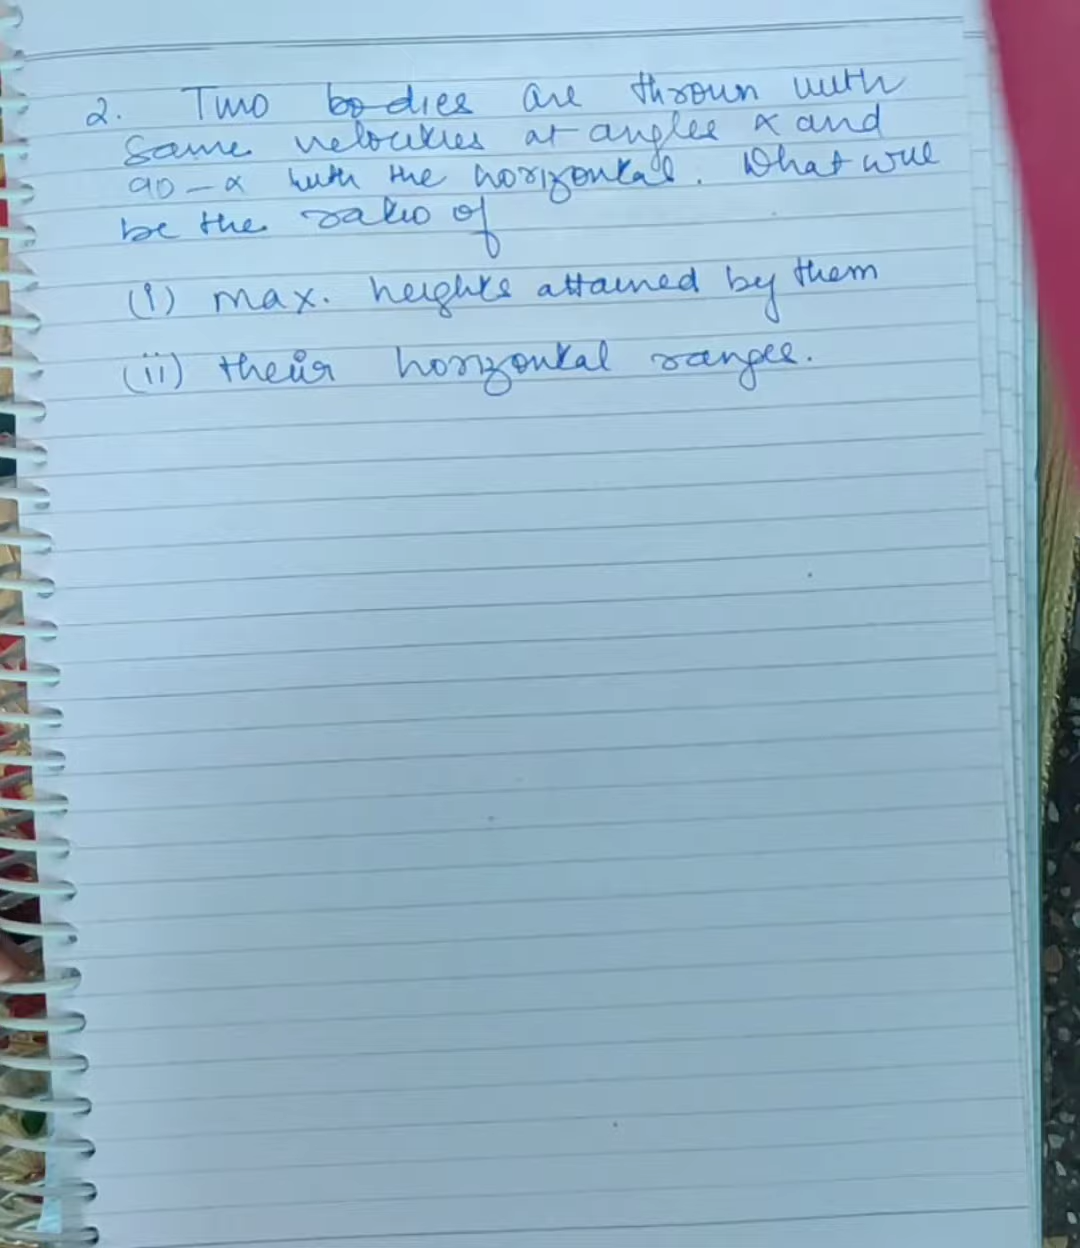 2. Two bodies are thrown with
same velocities at angles α and
90-α with the horizontal. What will
be the ratio of
(i) max. heights attained by them
(ii) their horizontal ranges.